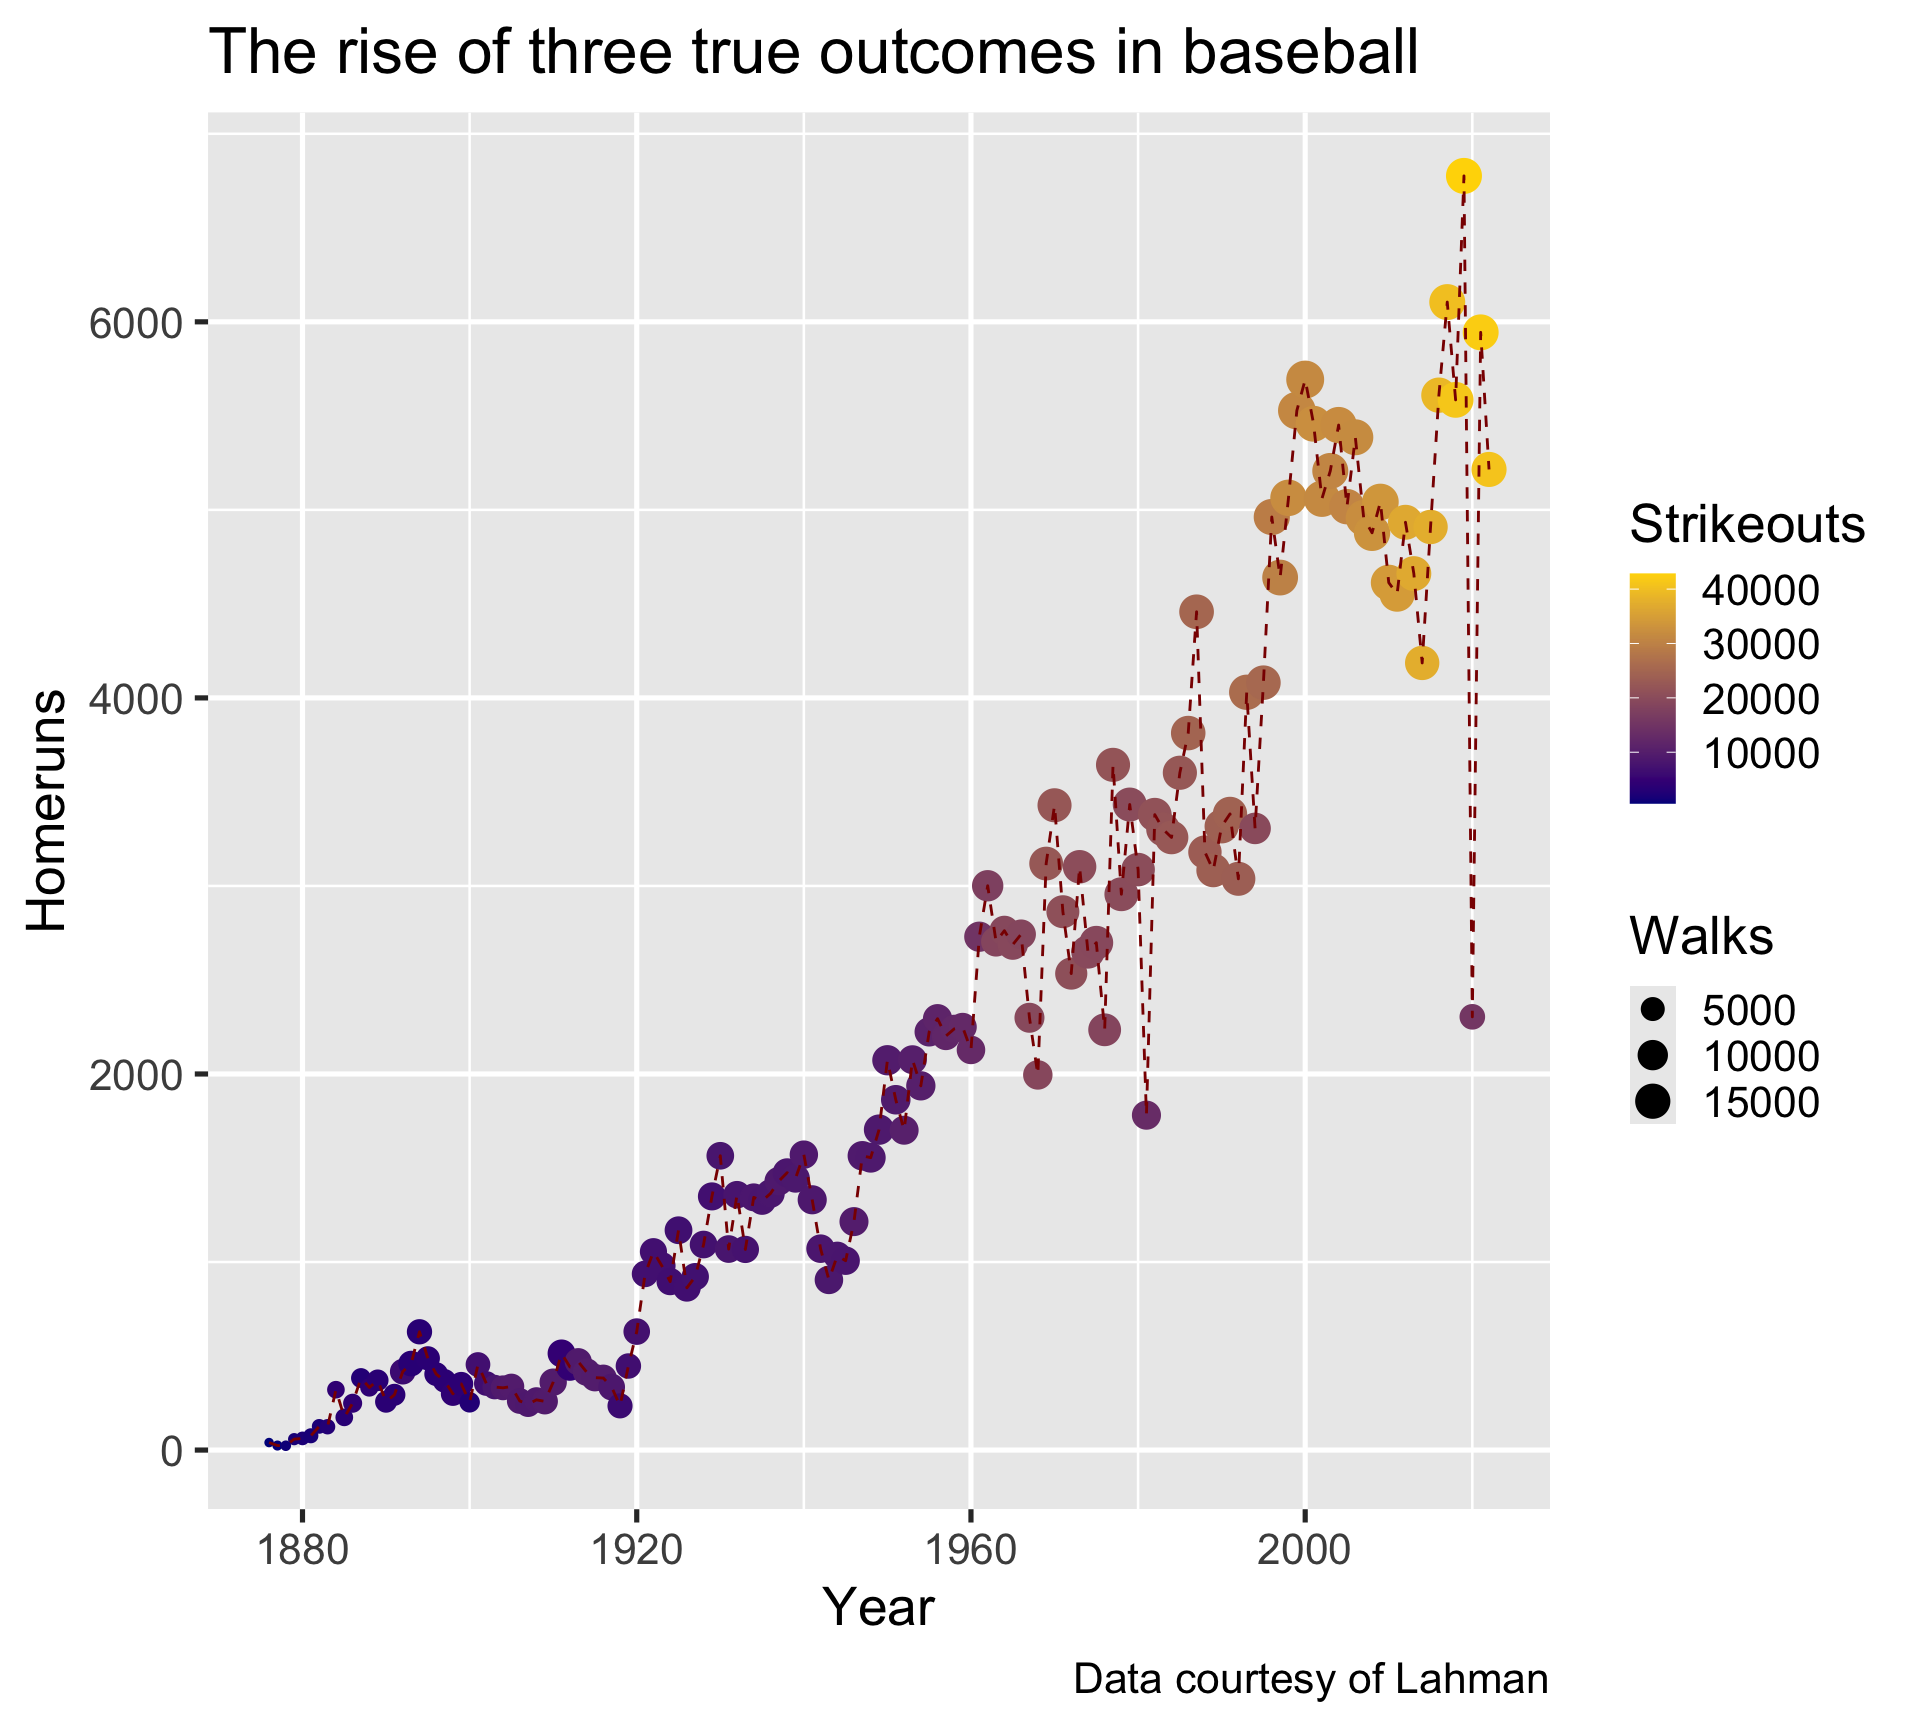 The rise of three true outcomes in baseball
Homeruns
6000
4000
2000
0
1880
1920
1960
2000
Year
Strikeouts
40000
30000
20000
10000
Walks
5000
10000
15000
Data courtesy of Lahman